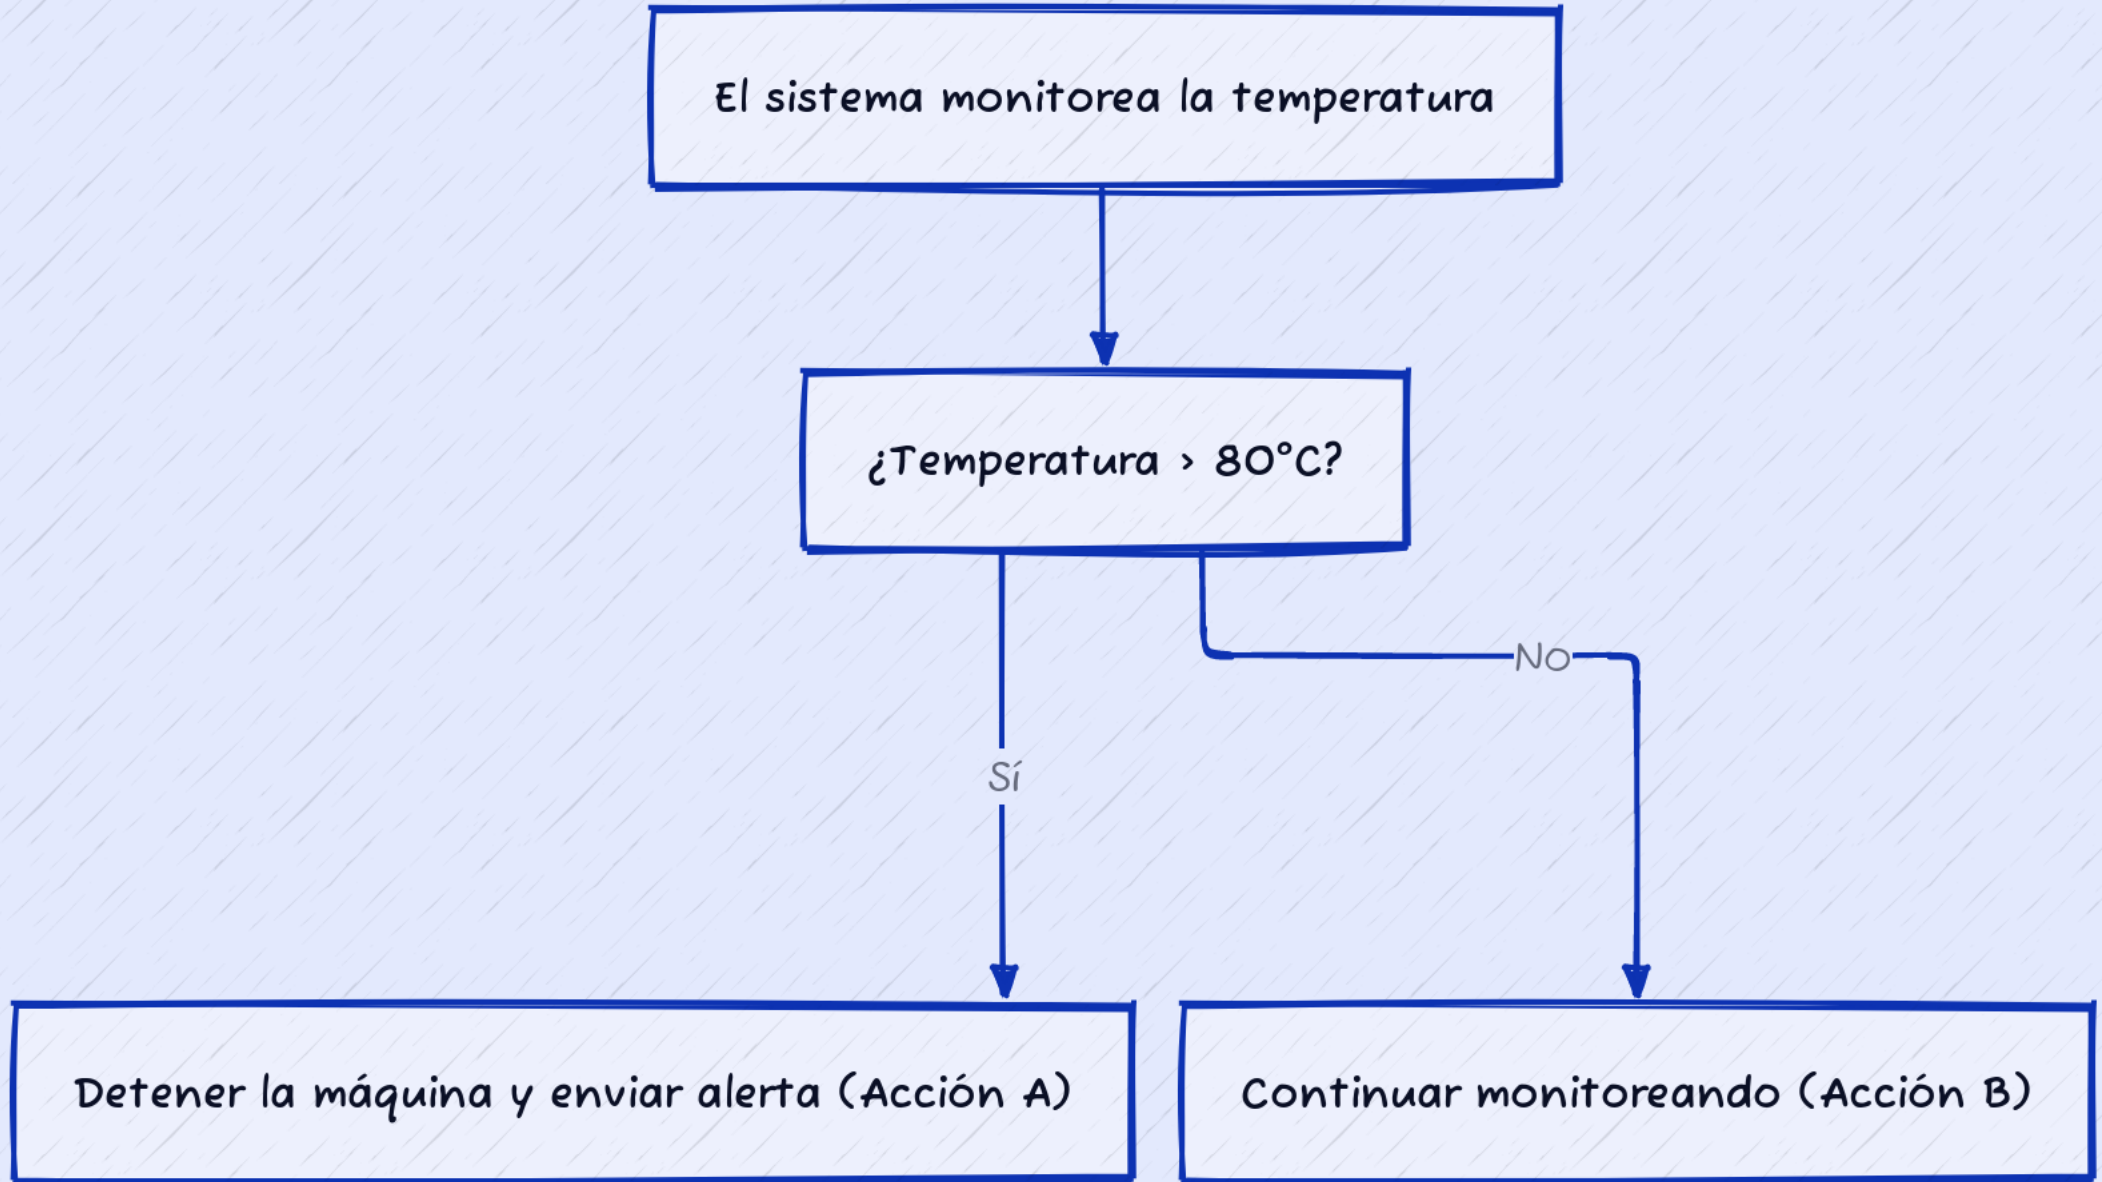 El sistema monitorea la temperatura
¿Temperatura > 80°C?
No
Sí
Detener la máquina y enviar alerta (Acción A)
Continuar monitoreando (Acción B)